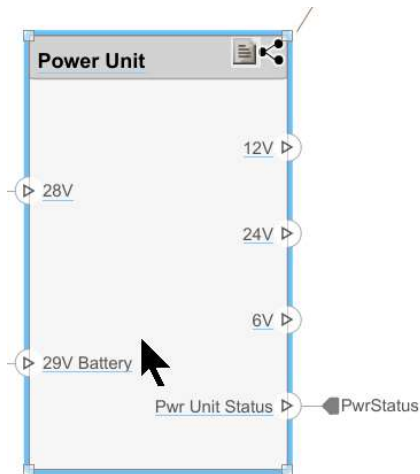 Power Unit
12V
28V
24V
6V
29V Battery
Pwr Unit Status
PwrStatus